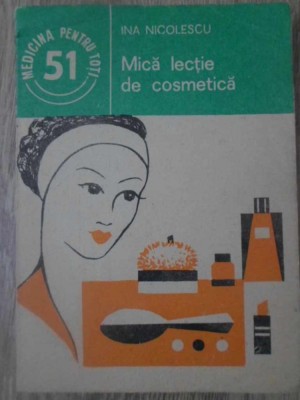 MEDICINA PENTRU TOȚI
51
INA NICOLESCU
Mică lecție
de cosmetică